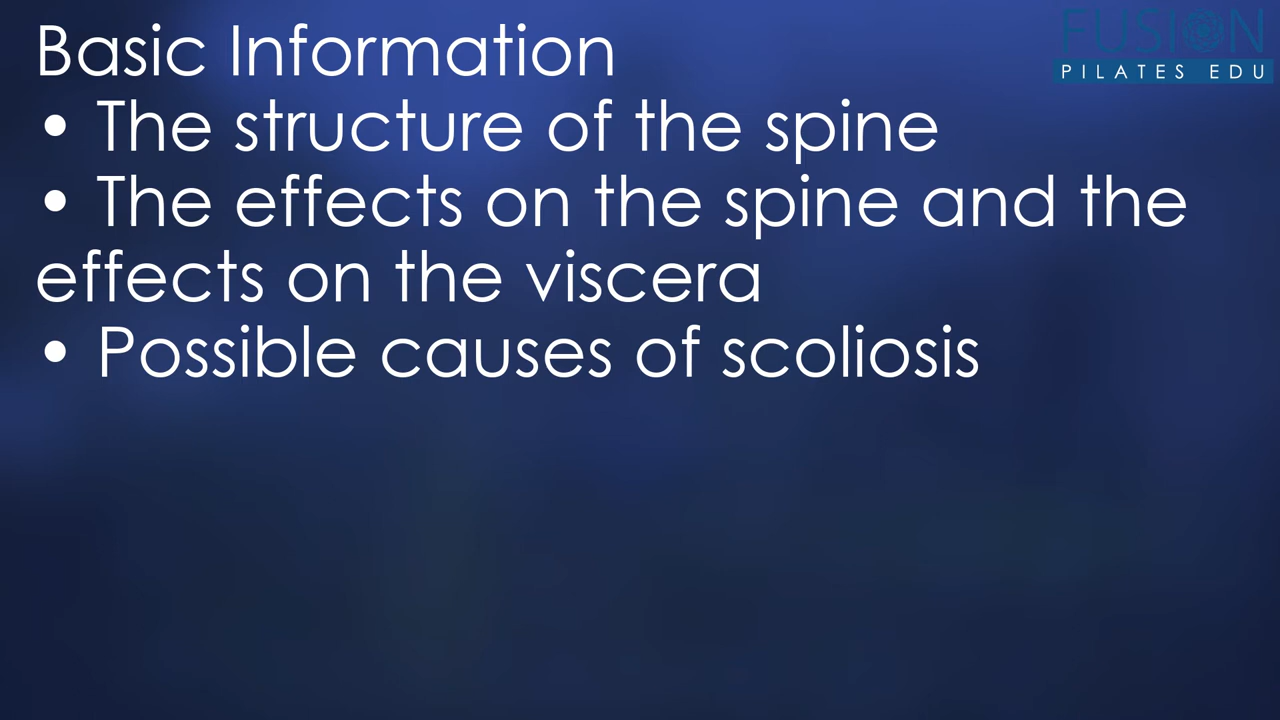 Basic Information
• The structure of the spine
• The effects on the spine and the
effects on the viscera
• Possible causes of scoliosis
FUSION
PILATES EDU